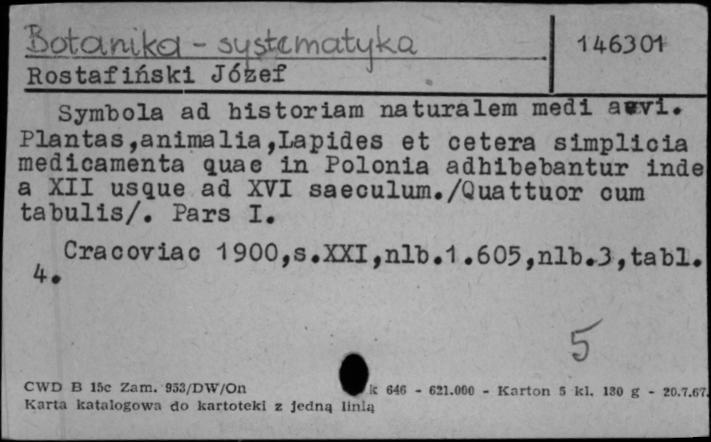 Botanika - systematyka
146301
Rostafiński Józef
Symbola ad historiam naturalem medi aevi.
Plantas,animalia,Lapides et cetera simplicia
medicamenta quae in Polonia adhibebantur inde
a XII usque ad XVI saeculum./Quattuor cum
tabulis/. Pars I.
Cracoviae 1900,s.XXI,nlb.1.605,nlb.3,tabl.
4.
5
CWD B 15c Zam. 953/DW/On k 646 - 621.000 - Karton 5 kl. 130 g - 20.7.67.
Karta katalogowa do kartoteki z jedną linią